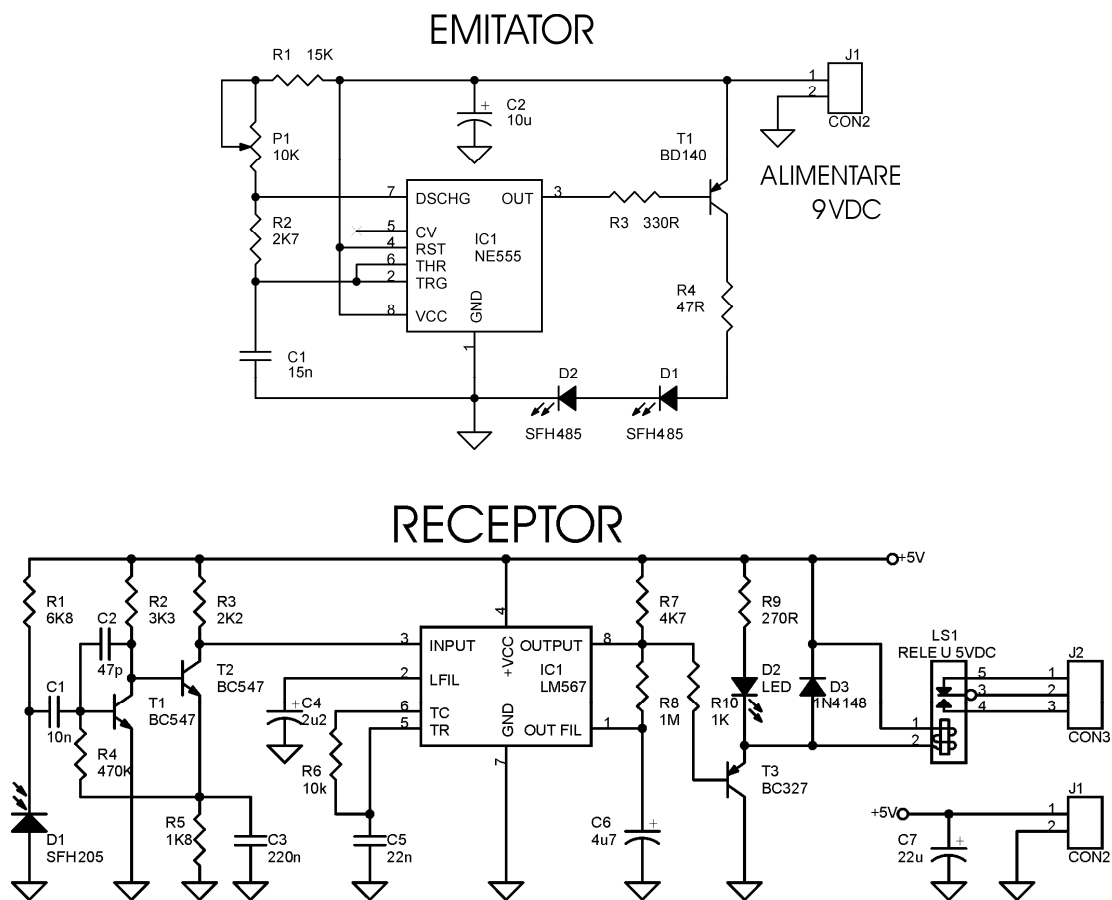 EMITATOR
R1 15K
J1
1
2
CON2
C2
10u
+
P1
10K
T1
BD140
ALIMENTARE
9VDC
7
DSCHG
OUT
3
R3 330R
R2
2K7
5
CV
4
RST
6
THR
2
TRG
IC1
NE555
8
VCC
GND
1
R4
47R
C1
15n
D2
D1
SFH485
SFH485
RECEPTOR
+5V
R1
6K8
C2
47p
R2
3K3
R3
2K2
4
R7
4K7
R9
270R
LS1
RELE U 5VDC
J2
3
INPUT
+VCC
OUTPUT
8
IC1
LM567
2
LFIL
T2
BC547
D2
LED
D3
1N4148
5
3
4
1
2
3
CON3
C1
10n
T1
BC547
C4
2u2
+
6
TC
5
TR
GND
OUT FIL
1
R8
1M
R10
1K
1
2
R4
470K
R6
10k
7
T3
BC327
J1
+5V
1
2
CON2
D1
SFH205
R5
1K8
C3
220n
C5
22n
C6
4u7
+
C7
22u
+